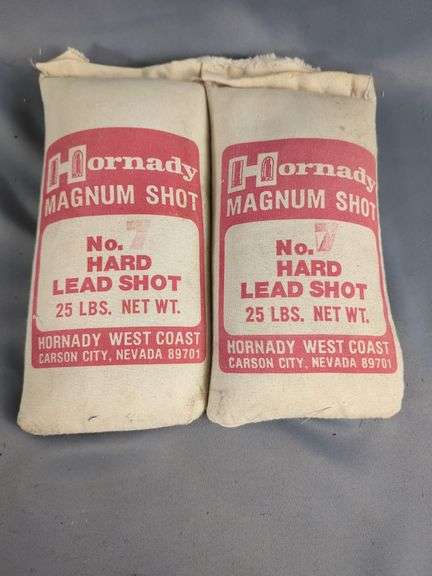 Hornady
MAGNUM SHOT
No. 7
HARD
LEAD SHOT
25 LBS. NET WT.
HORNADY WEST COAST
CARSON CITY, NEVADA 89701
Hornady
MAGNUM SHOT
No. 7
HARD
LEAD SHOT
25 LBS. NET WT.
HORNADY WEST COAST
CARSON CITY, NEVADA 89701